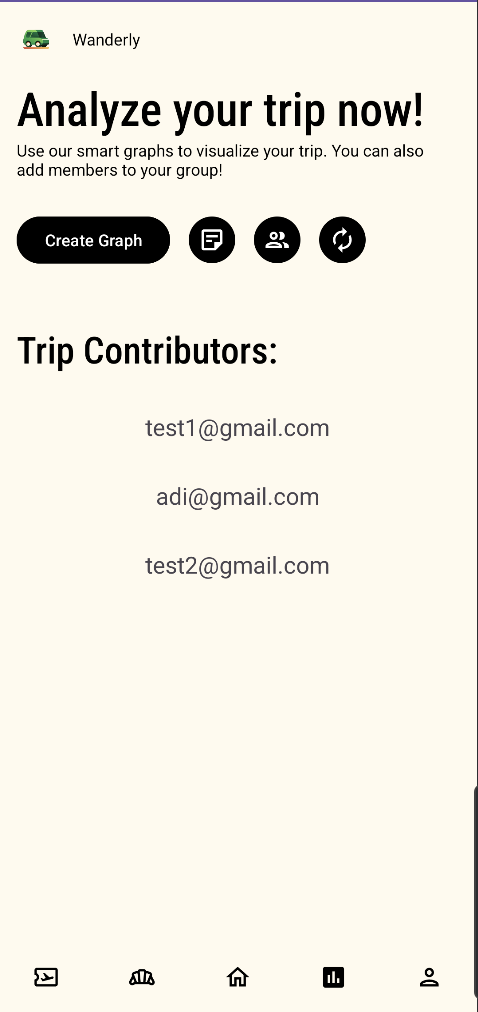 Wanderly
Analyze your trip now!
Use our smart graphs to visualize your trip. You can also
add members to your group!
Create Graph
Trip Contributors:
test1@gmail.com
adi@gmail.com
test2@gmail.com